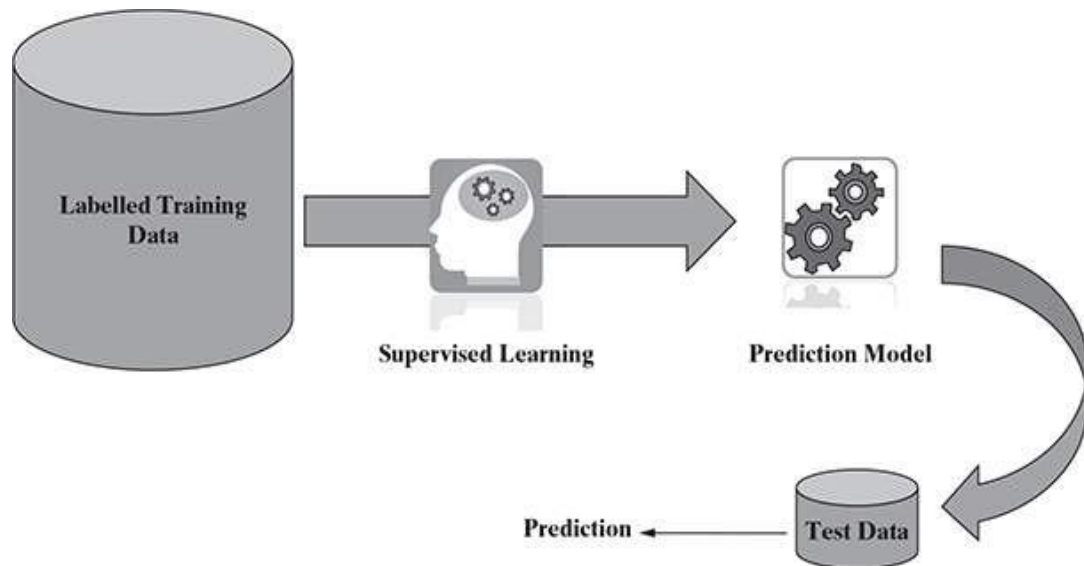 Labelled Training
Data
Supervised Learning
Prediction Model
Prediction
Test Data